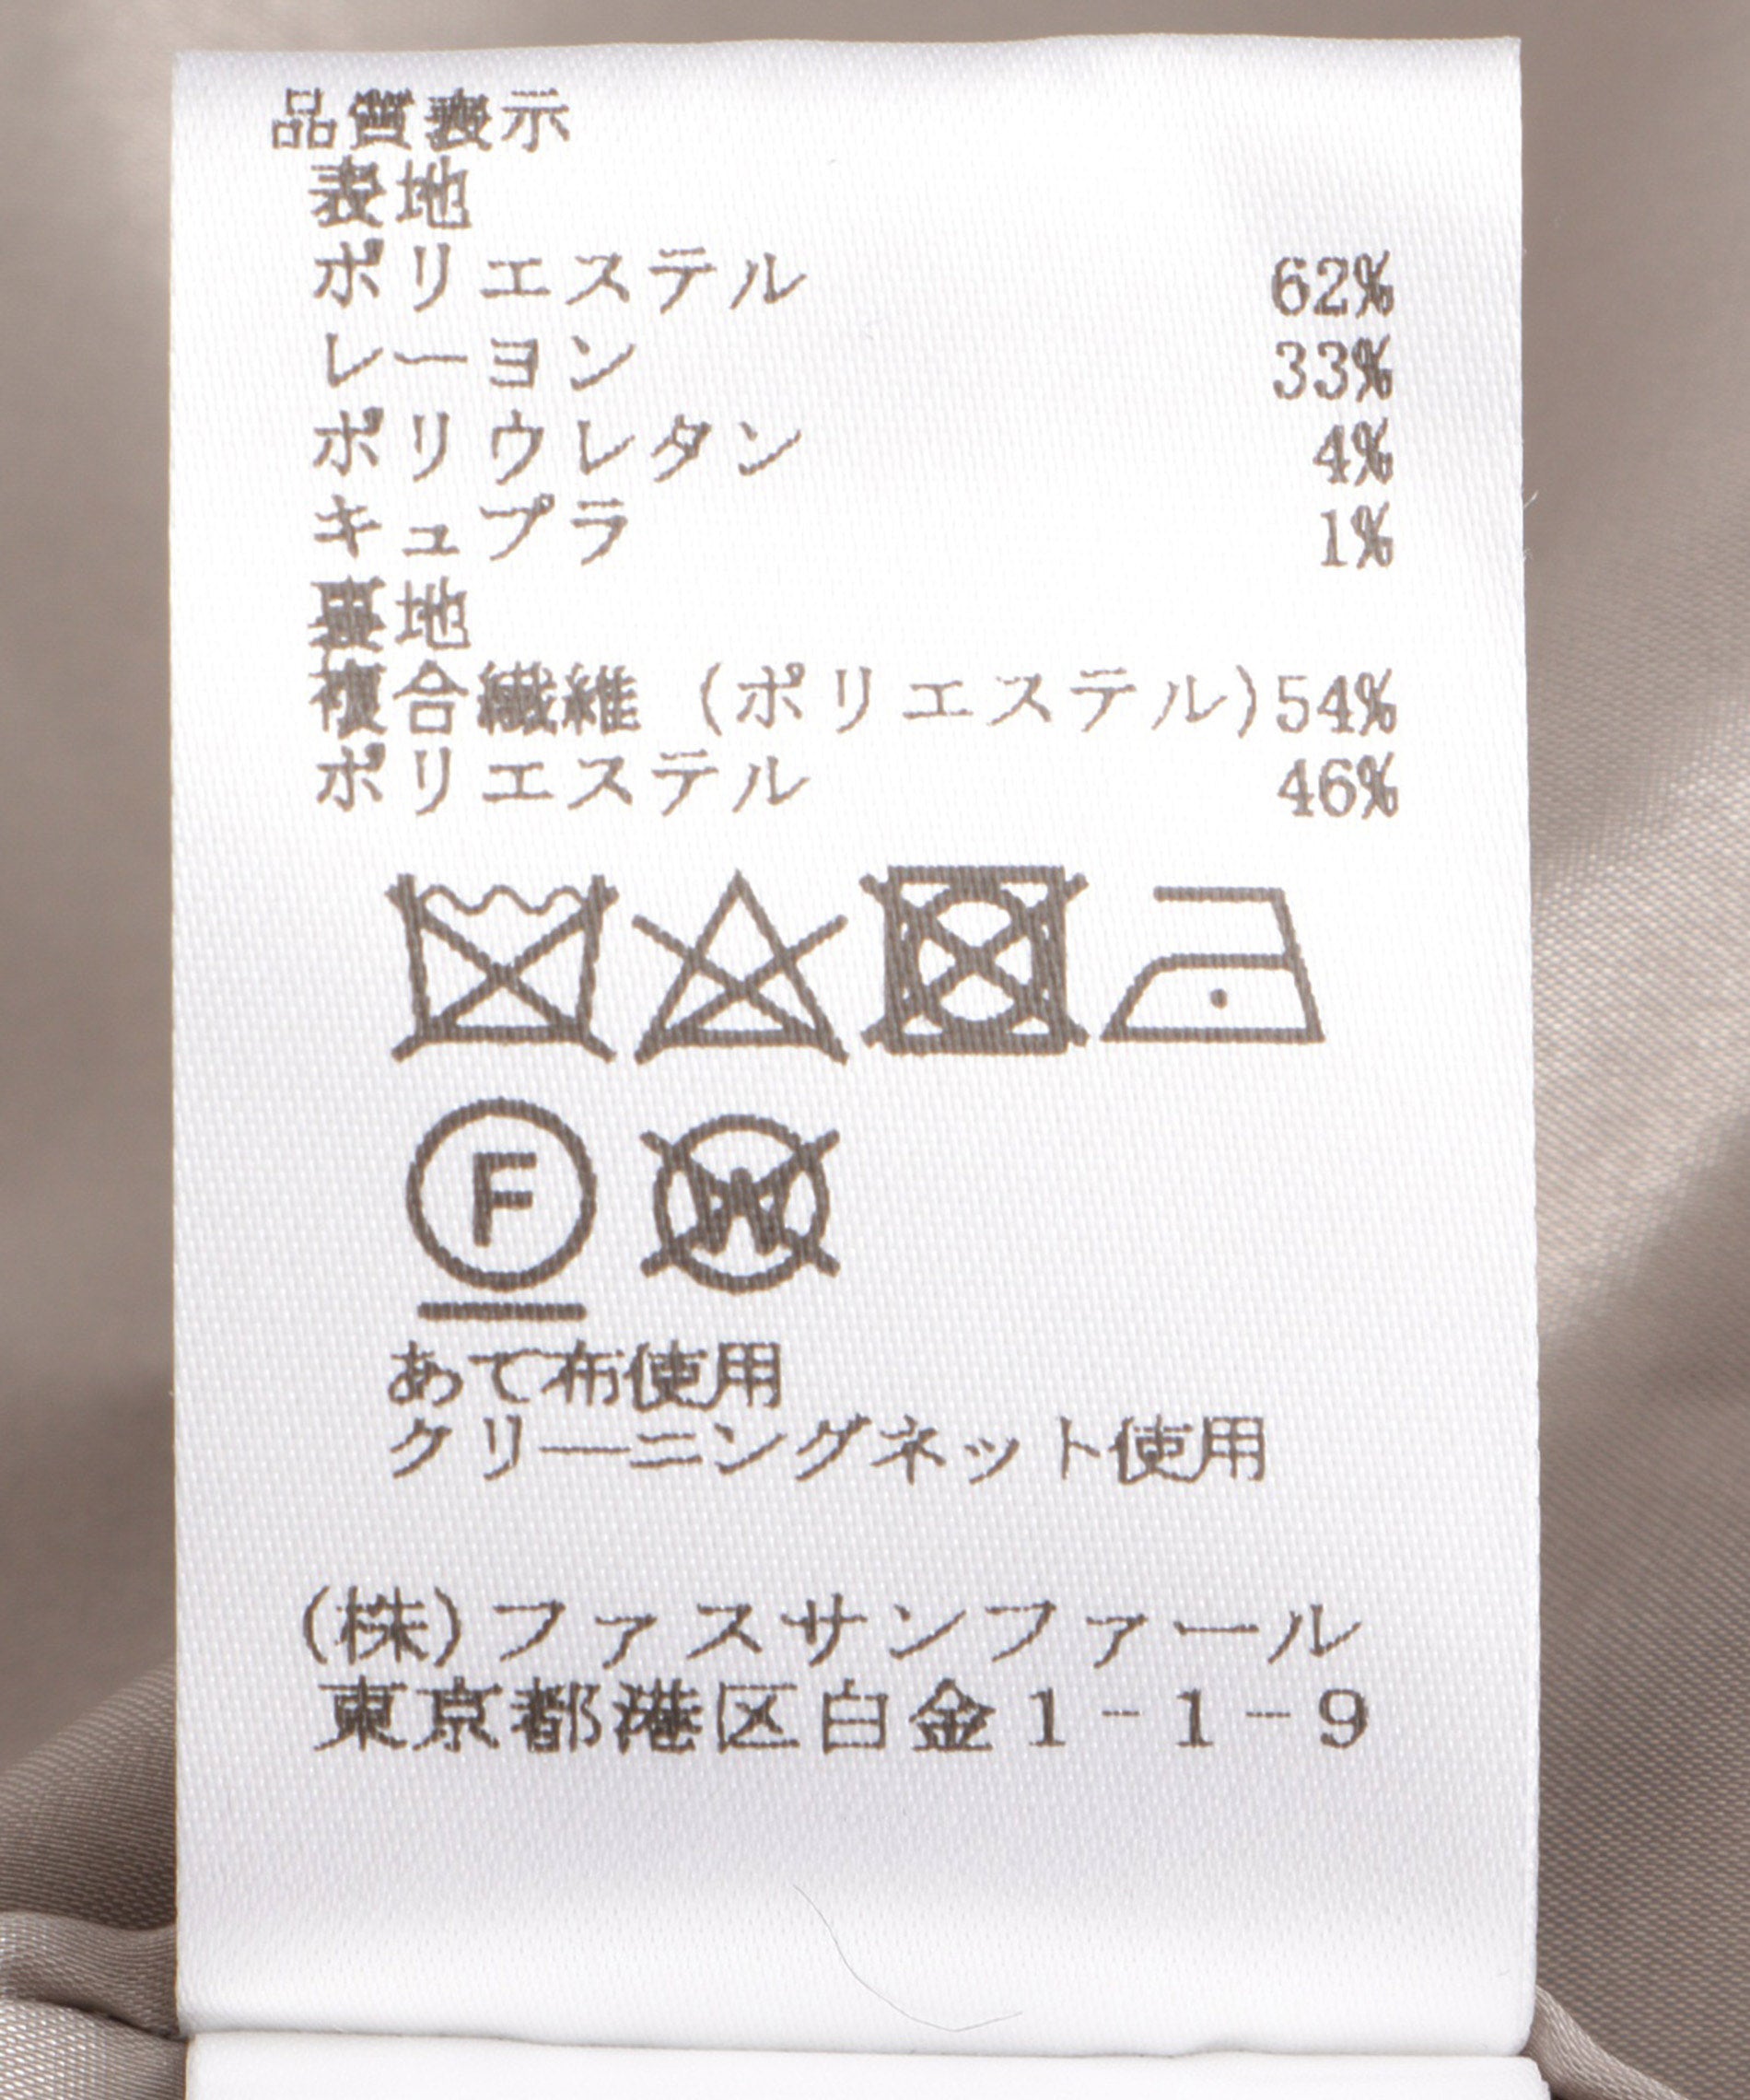 品質表示
表地
ポリエステル 62%
レーヨン 33%
ポリウレタン 4%
キュプラ 1%
裏地
複合繊維 (ポリエステル)54%
ポリエステル 46%
F W
あて布使用
クリーニングネット使用
(株)ファスサンファール
東京都港区白金1-1-9